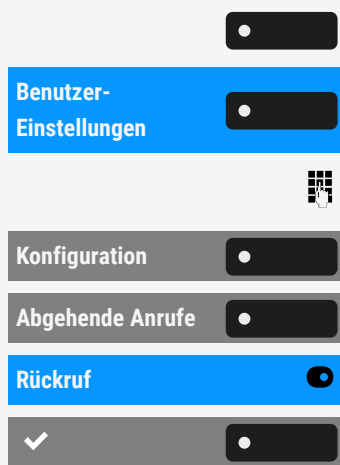 Benutzer-
Einstellungen
Konfiguration
Abgehende Anrufe
Rückruf